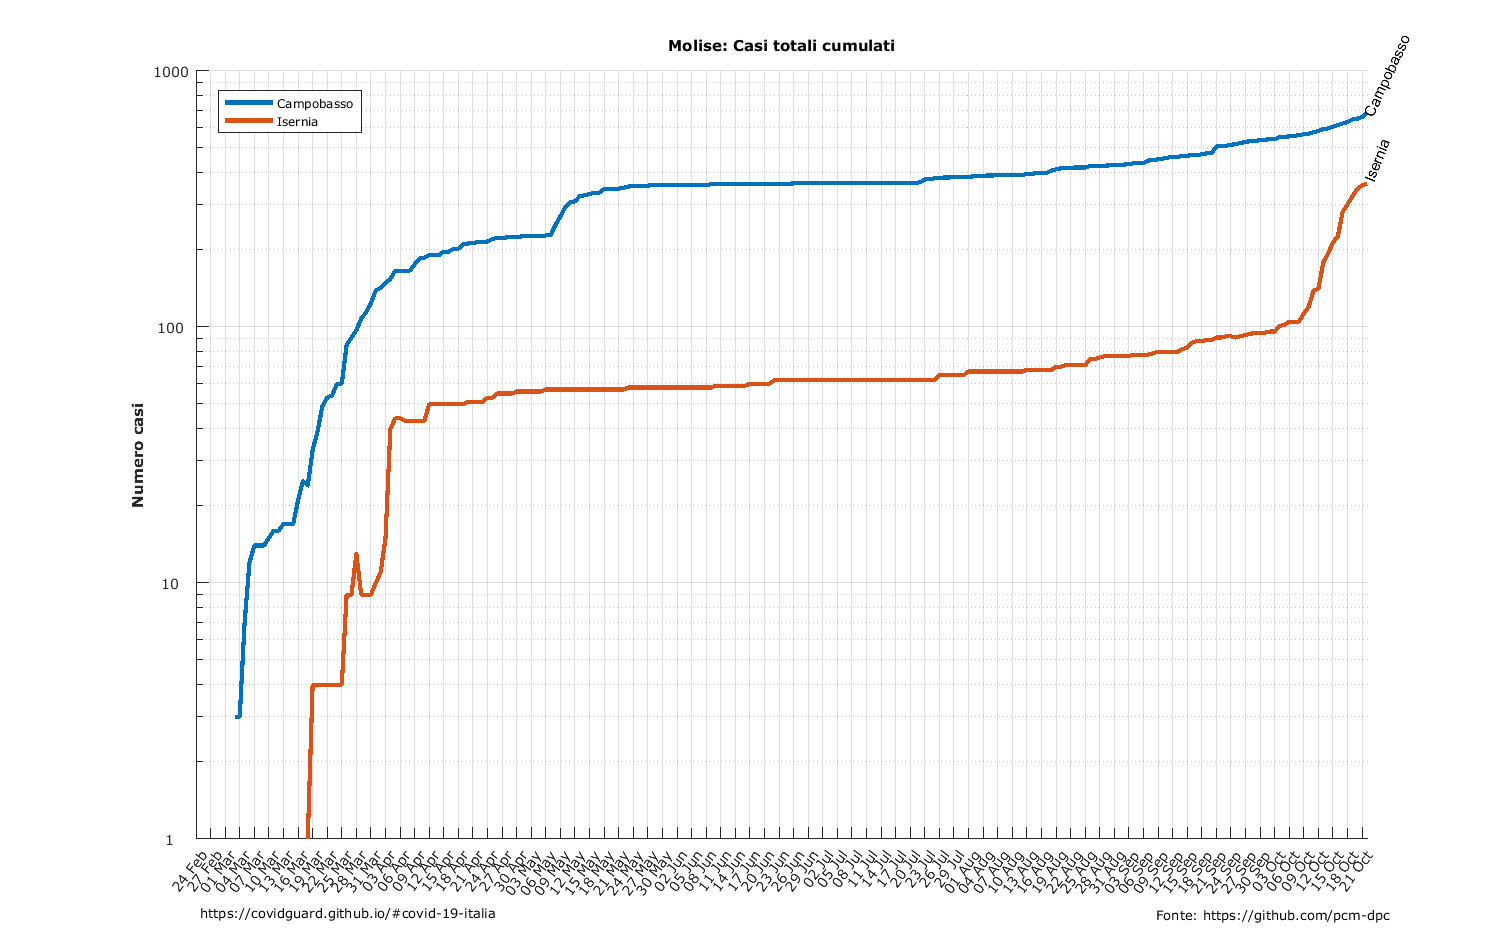 Molise: Casi totali cumulati
Campobasso
Isernia
Campobasso
Isernia
Numero casi
1000
100
10
1
24 Feb
27 Feb
01 Mar
04 Mar
07 Mar
10 Mar
13 Mar
16 Mar
19 Mar
22 Mar
25 Mar
28 Mar
31 Mar
03 Apr
06 Apr
09 Apr
12 Apr
15 Apr
18 Apr
21 Apr
24 Apr
27 Apr
30 Apr
03 May
06 May
09 May
12 May
15 May
18 May
21 May
24 May
27 May
30 May
02 Jun
05 Jun
08 Jun
11 Jun
14 Jun
17 Jun
20 Jun
23 Jun
26 Jun
29 Jun
02 Jul
05 Jul
08 Jul
11 Jul
14 Jul
17 Jul
20 Jul
23 Jul
26 Jul
29 Jul
01 Aug
04 Aug
07 Aug
10 Aug
13 Aug
16 Aug
19 Aug
22 Aug
25 Aug
28 Aug
31 Aug
03 Sep
06 Sep
09 Sep
12 Sep
15 Sep
18 Sep
21 Sep
24 Sep
27 Sep
30 Sep
03 Oct
06 Oct
09 Oct
12 Oct
15 Oct
18 Oct
21 Oct
https://covidguard.github.io/#covid-19-italia
Fonte: https://github.com/pcm-dpc